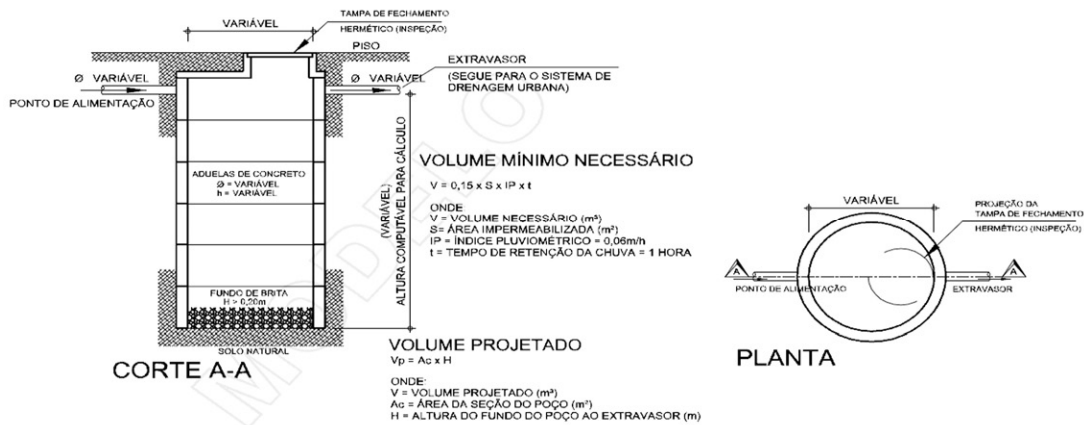 VARIÁVEL
TAMPA DE FECHAMENTO
HERMÉTICO (INSPEÇÃO)
PISO
Ø VARIÁVEL
PONTO DE ALIMENTAÇÃO
Ø VARIÁVEL
EXTRAVASOR
(SEGUE PARA O SISTEMA DE
DRENAGEM URBANA)
ADUELAS DE CONCRETO
Ø = VARIÁVEL
h = VARIÁVEL
(VARIÁVEL)
ALTURA COMPUTÁVEL PARA CÁLCULO
FUNDO DE BRITA
H > 0,20m
SOLO NATURAL
CORTE A-A
VOLUME MÍNIMO NECESSÁRIO
V = 0,15 x S x IP x t
ONDE
V = VOLUME NECESSÁRIO (m³)
S= ÁREA IMPERMEABILIZADA (m²)
IP = ÍNDICE PLUVIOMÉTRICO = 0,06m/h
t = TEMPO DE RETENÇÃO DA CHUVA = 1 HORA
VOLUME PROJETADO
Vp = Ac x H
ONDE:
V = VOLUME PROJETADO (m³)
Ac = ÁREA DA SEÇÃO DO POÇO (m²)
H = ALTURA DO FUNDO DO POÇO AO EXTRAVASOR (m)
VARIÁVEL
PROJEÇÃO DA
TAMPA DE FECHAMENTO
HERMÉTICO (INSPEÇÃO)
A
A
PONTO DE ALIMENTAÇÃO
EXTRAVASOR
PLANTA
MODELO